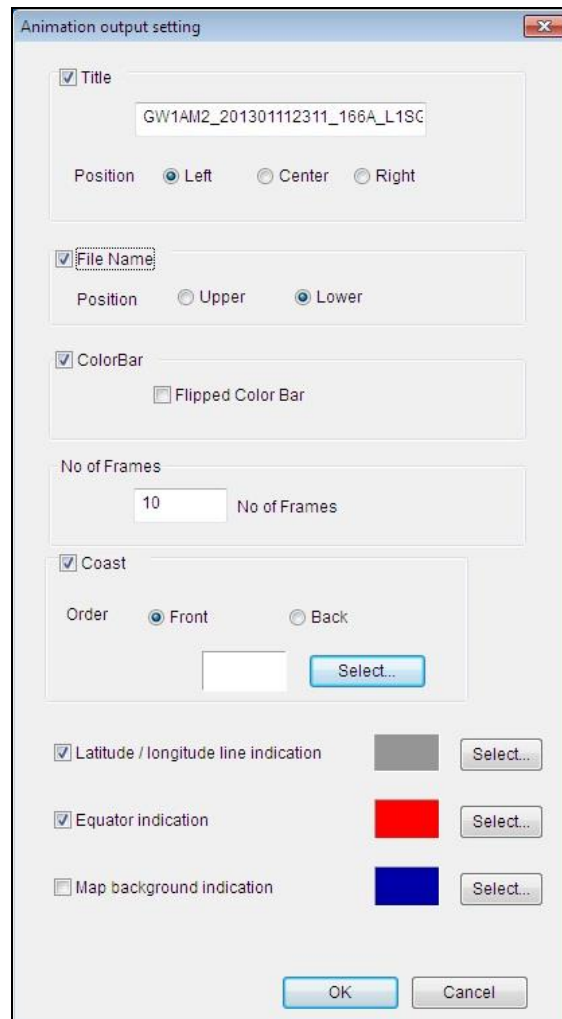 Animation output setting
Title
GW1AM2_201301112311_166A_L1SG
Position Left Center Right
File Name
Position Upper Lower
ColorBar
Flipped Color Bar
No of Frames
10 No of Frames
Coast
Order Front Back
Select...
Latitude / longitude line indication Select...
Equator indication Select...
Map background indication Select...
OK Cancel